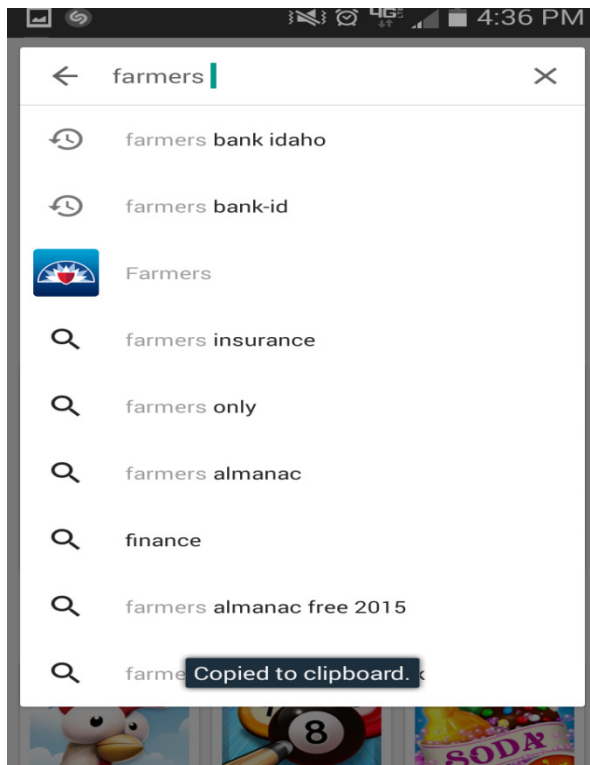 4G 4:36 PM
farmers
farmers bank idaho
farmers bank-id
Farmers
farmers insurance
farmers only
farmers almanac
finance
farmers almanac free 2015
Copied to clipboard.
8
SODA